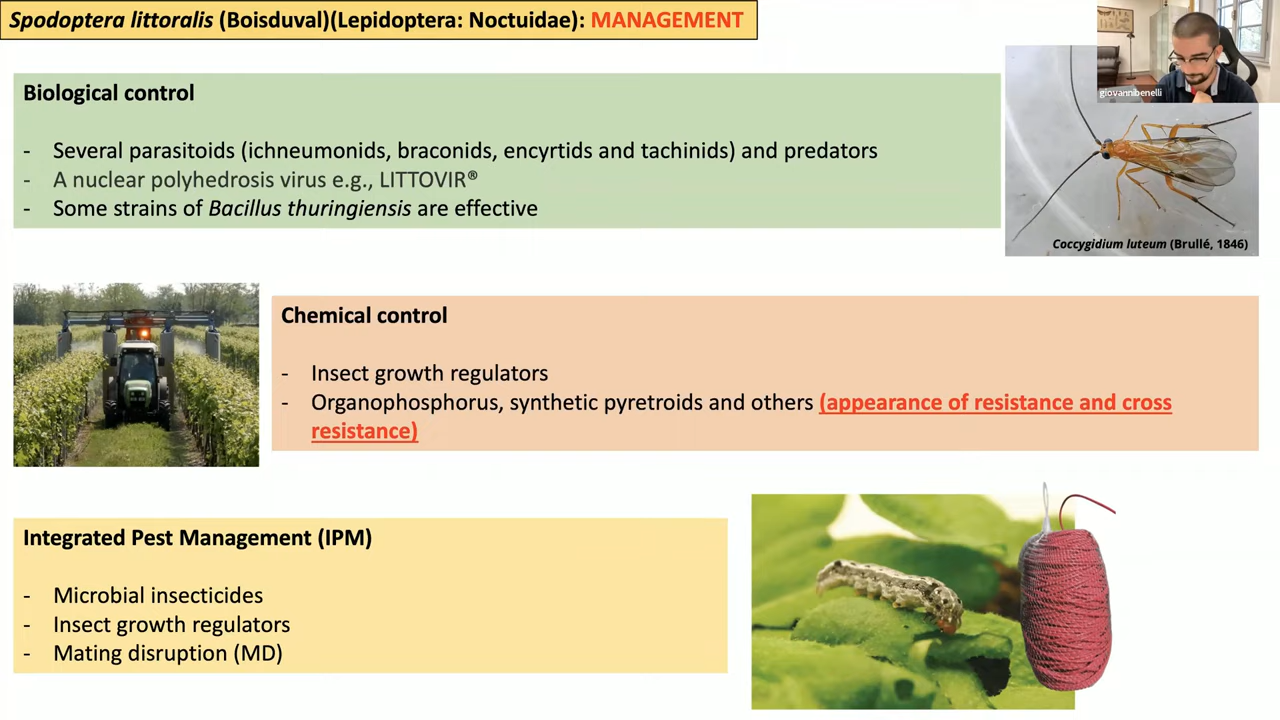 Spodoptera littoralis (Boisduval)(Lepidoptera: Noctuidae): MANAGEMENT
giovannibenelli
Biological control
- Several parasitoids (ichneumonids, braconids, encyrtids and tachinids) and predators
- A nuclear polyhedrosis virus e.g., LITTOVIR®
- Some strains of Bacillus thuringiensis are effective
Coccygidium luteum (Brullé, 1846)
Chemical control
- Insect growth regulators
- Organophosphorus, synthetic pyretroids and others (appearance of resistance and cross
resistance)
Integrated Pest Management (IPM)
- Microbial insecticides
- Insect growth regulators
- Mating disruption (MD)